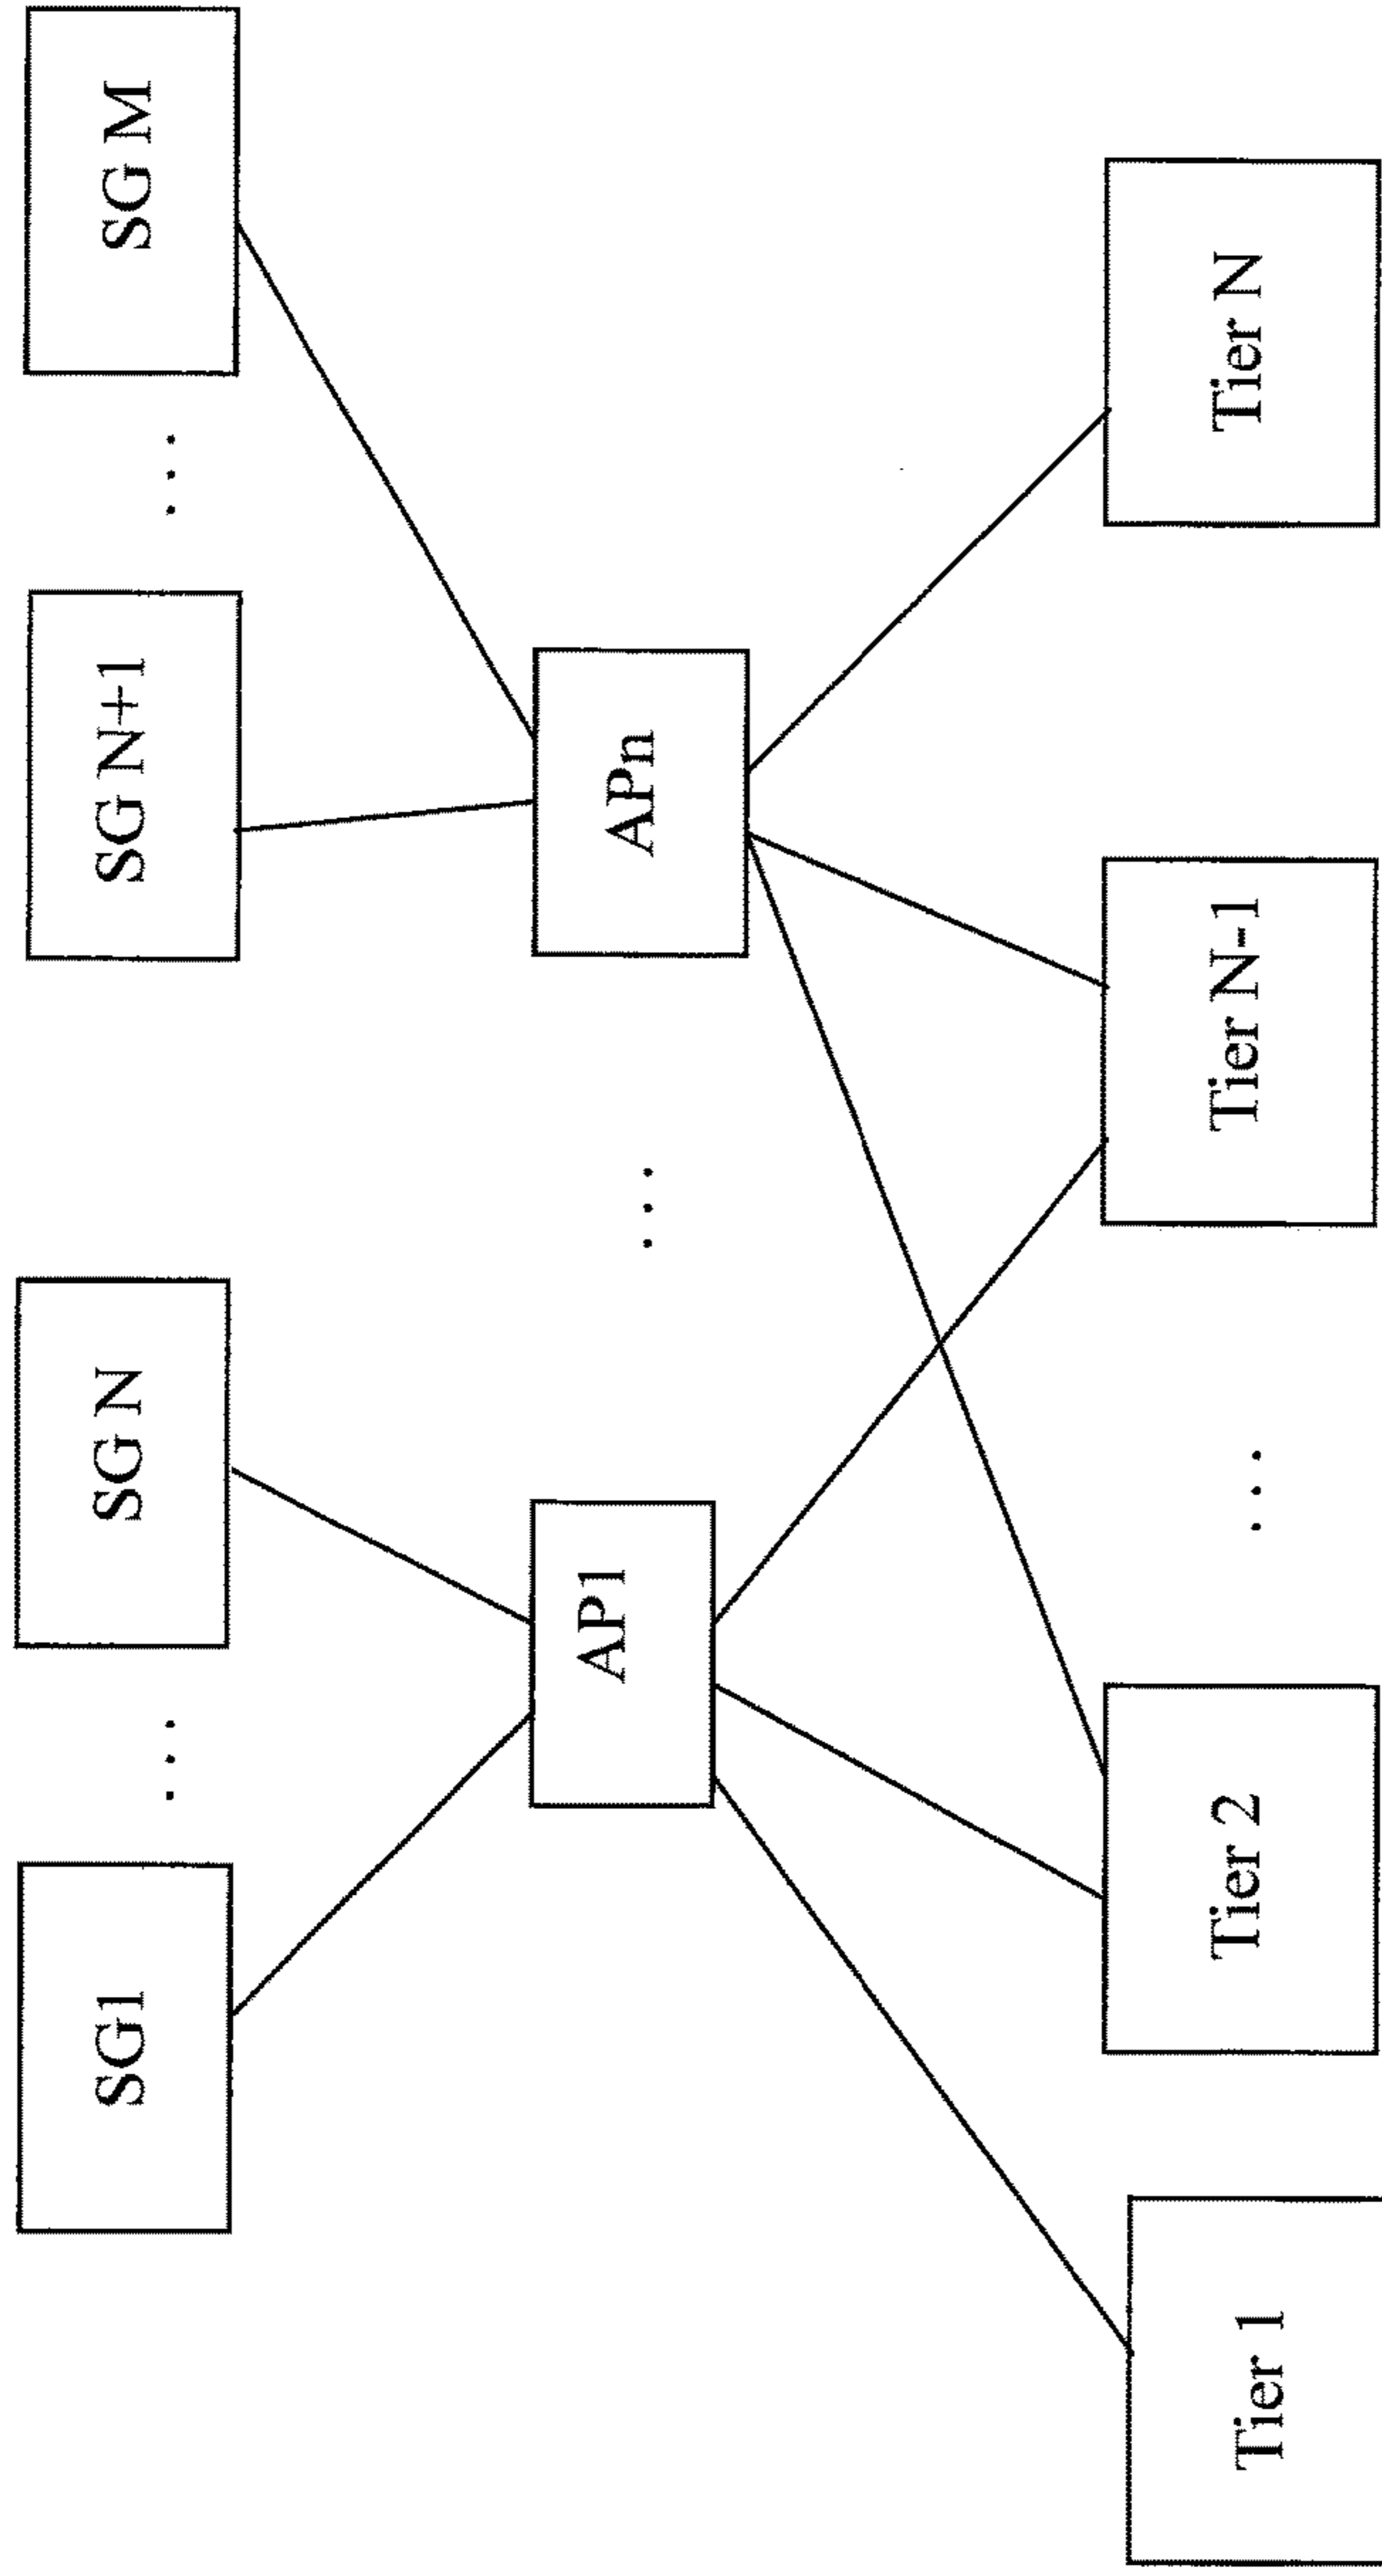 SG1
...
SG N
SG N+1
...
SG M
AP1
...
APn
Tier 1
Tier 2
...
Tier N-1
Tier N